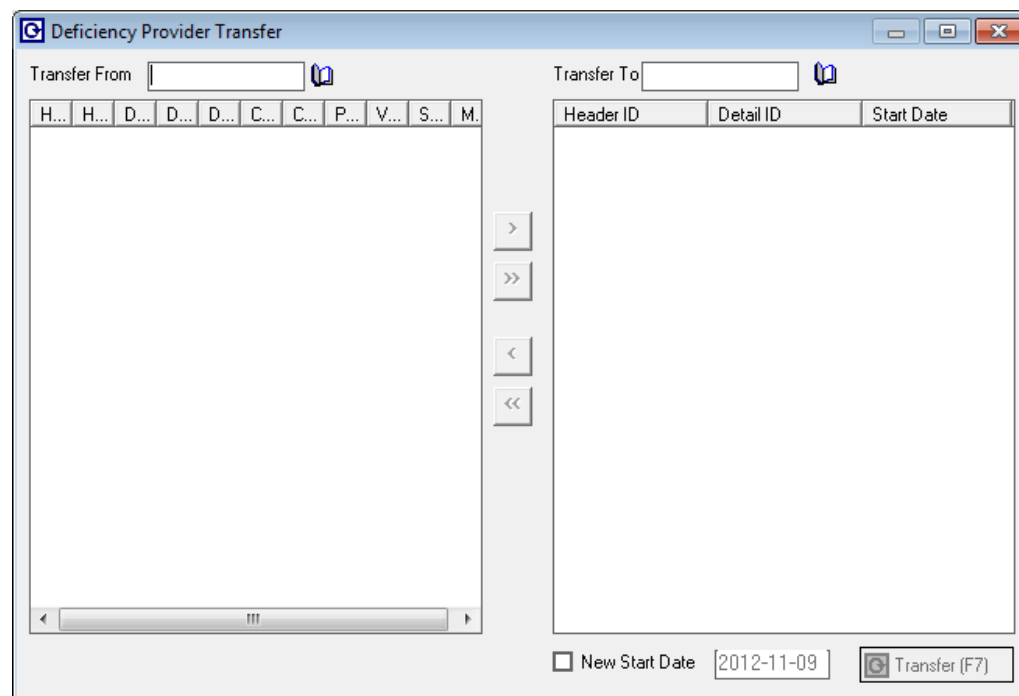 Deficiency Provider Transfer
Transfer From
Transfer To
H... H... D... D... D... C... C... P... V... S... M.
Header ID Detail ID Start Date
>
>>
<
<<
New Start Date 2012-11-09 Transfer (F7)